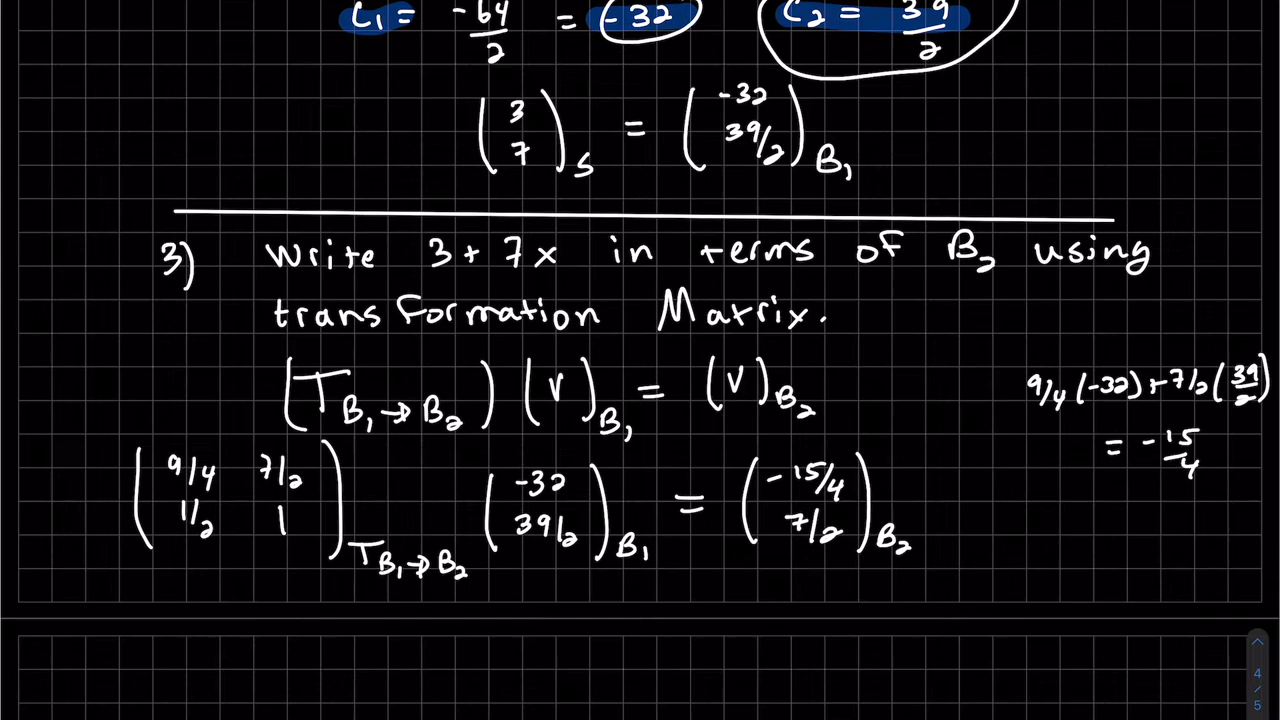 C₁ = -64/2 = -32 C₂ = 39/2
(3 7)_S = (-32 39/2)_B₁
3) Write 3 + 7x in terms of B₂ using
transformation Matrix.
(T_B₁→B₂) (V)_B₁ = (V)_B₂
9/4 (-32) + 7/2 (39/2)
= -15/4
(9/4 7/2
1/2 1)_T_B₁→B₂ (-32 39/2)_B₁ = (-15/4 7/2)_B₂
4
/
5